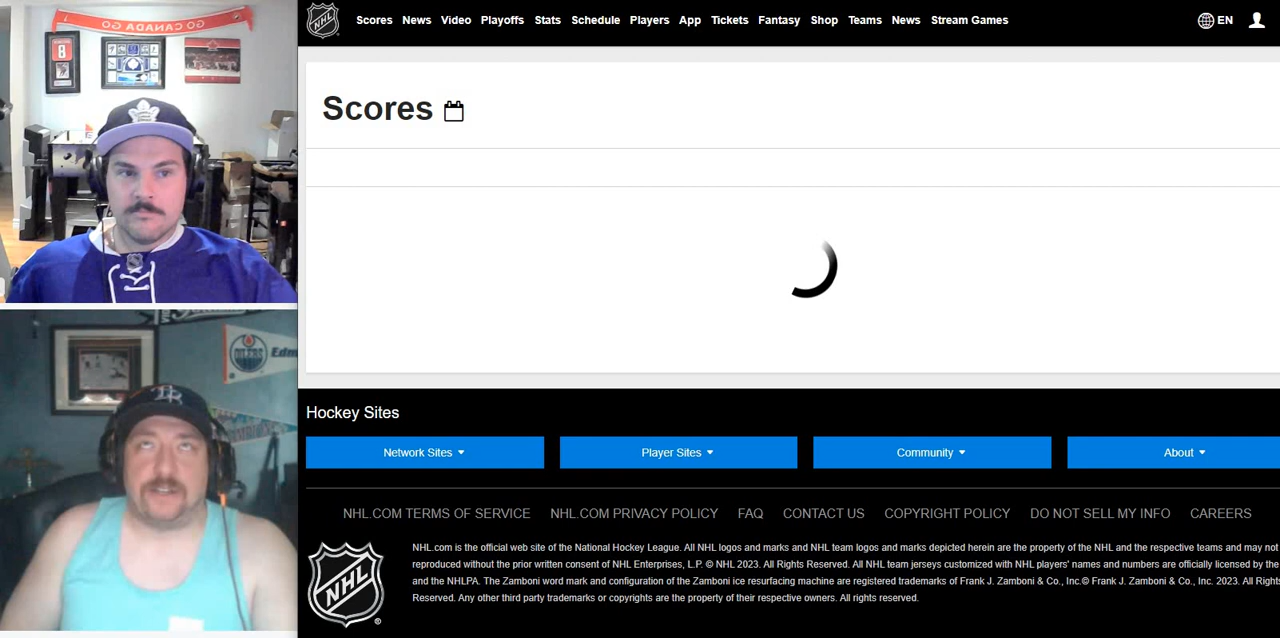 GO CANADA GO
8
OILERS
Edm
NHL
Scores News Video Playoffs Stats Schedule Players App Tickets Fantasy Shop Teams News Stream Games
EN
Scores
Hockey Sites
Network Sites
Player Sites
Community
About
NHL.COM TERMS OF SERVICE NHL.COM PRIVACY POLICY FAQ CONTACT US COPYRIGHT POLICY DO NOT SELL MY INFO CAREERS
NHL
NHL.com is the official web site of the National Hockey League. All NHL logos and marks and NHL team logos and marks depicted herein are the property of the NHL and the respective teams and may not
reproduced without the prior written consent of NHL Enterprises, L.P. © NHL 2023. All Rights Reserved. All NHL team jerseys customized with NHL players' names and numbers are officially licensed by the
and the NHLPA. The Zamboni word mark and configuration of the Zamboni ice resurfacing machine are registered trademarks of Frank J. Zamboni & Co., Inc.© Frank J. Zamboni & Co., Inc. 2023. All Rights
Reserved. Any other third party trademarks or copyrights are the property of their respective owners. All rights reserved.